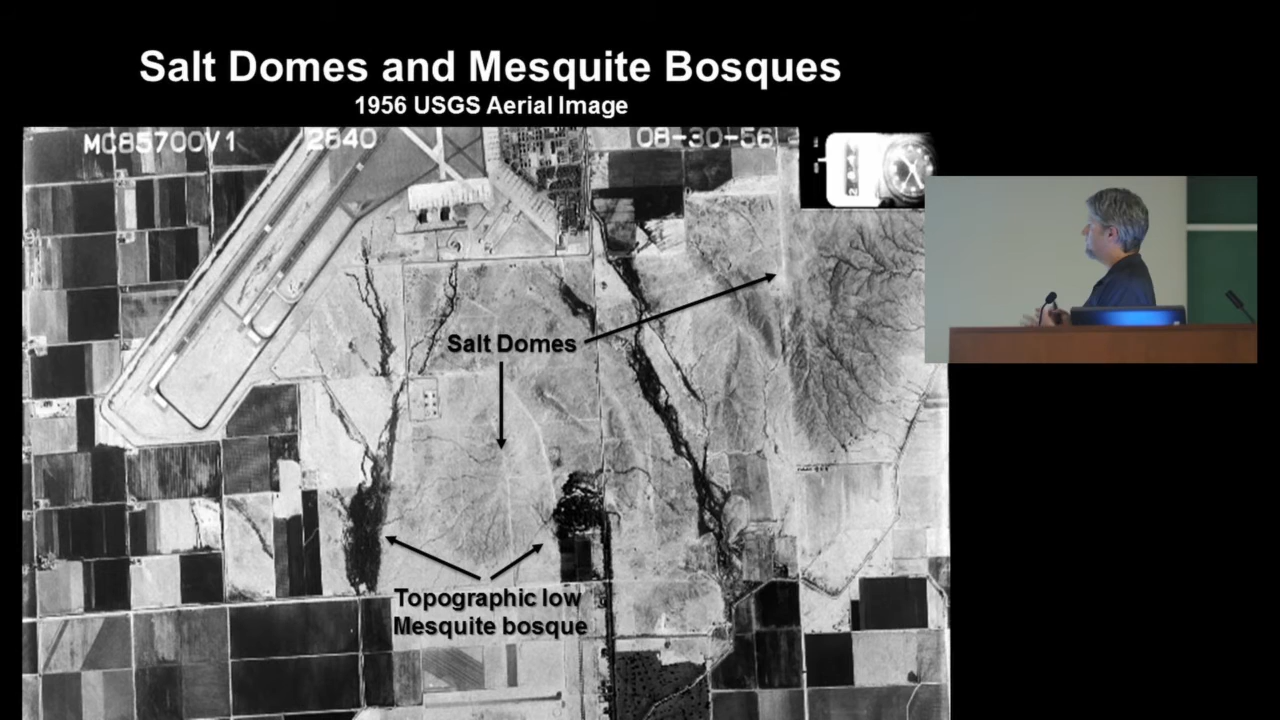 Salt Domes and Mesquite Bosques
1956 USGS Aerial Image
MC85700V1 2640 08-30-56
Salt Domes
Topographic low
Mesquite bosque